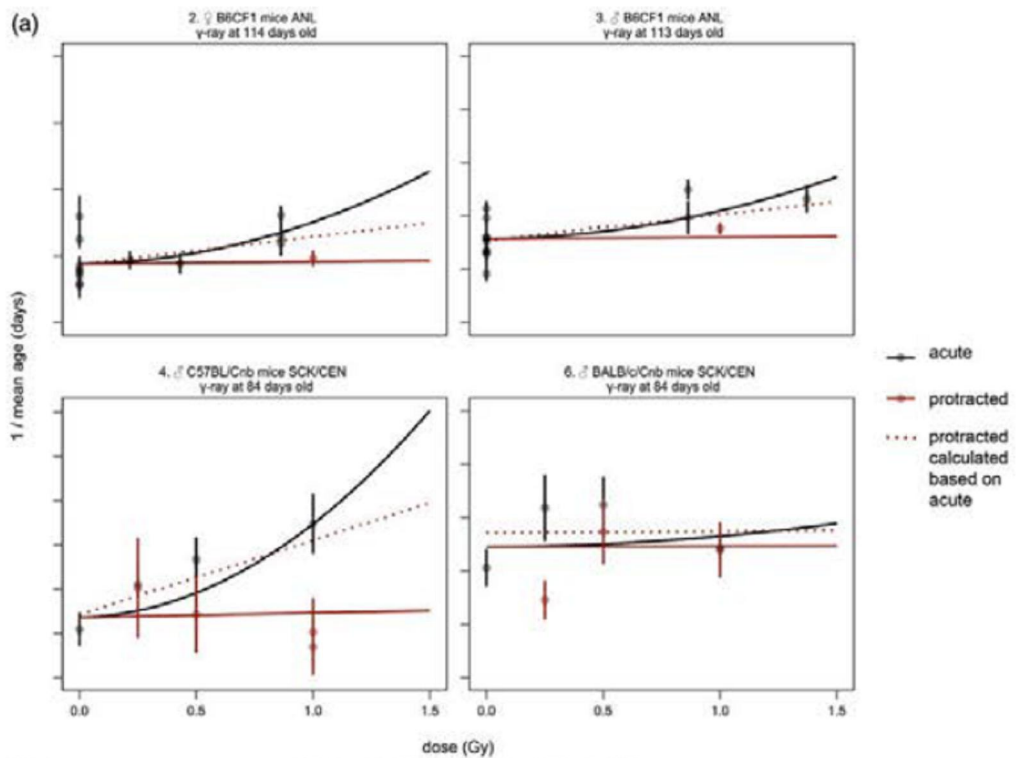 (a)
2. ♀ B6CF1 mice ANL
γ-ray at 114 days old
3. ♂ B6CF1 mice ANL
γ-ray at 113 days old
4. ♂ C57BL/Cnb mice SCK/CEN
γ-ray at 84 days old
6. ♂ BALB/c/Cnb mice SCK/CEN
γ-ray at 84 days old
1 / mean age (days)
acute
protracted
protracted
calculated
based on
acute
0.0 0.5 1.0 1.5
0.0 0.5 1.0 1.5
dose (Gy)